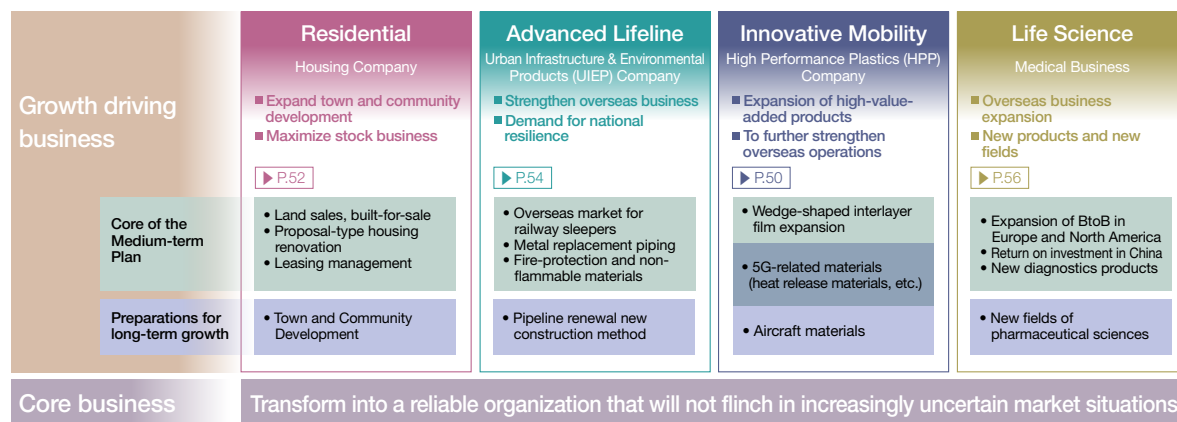 Growth driving
business
Residential
Housing Company
■ Expand town and community
development
■ Maximize stock business
▶ P.52
Advanced Lifeline
Urban Infrastructure & Environmental
Products (UIEP) Company
■ Strengthen overseas business
■ Demand for national
resilience
▶ P.54
Innovative Mobility
High Performance Plastics (HPP)
Company
■ Expansion of high-value-
added products
■ To further strengthen
overseas operations
▶ P.50
Life Science
Medical Business
■ Overseas business
expansion
■ New products and new
fields
▶ P.56
Core of the
Medium-term
Plan
• Land sales, built-for-sale
• Proposal-type housing
renovation
• Leasing management
• Overseas market for
railway sleepers
• Metal replacement piping
• Fire-protection and non-
flammable materials
• Wedge-shaped interlayer
film expansion
• 5G-related materials
(heat release materials, etc.)
• Expansion of BtoB in
Europe and North America
• Return on investment in China
• New diagnostics products
Preparations for
long-term growth
• Town and Community
Development
• Pipeline renewal new
construction method
• Aircraft materials
• New fields of
pharmaceutical sciences
Core business
Transform into a reliable organization that will not flinch in increasingly uncertain market situations